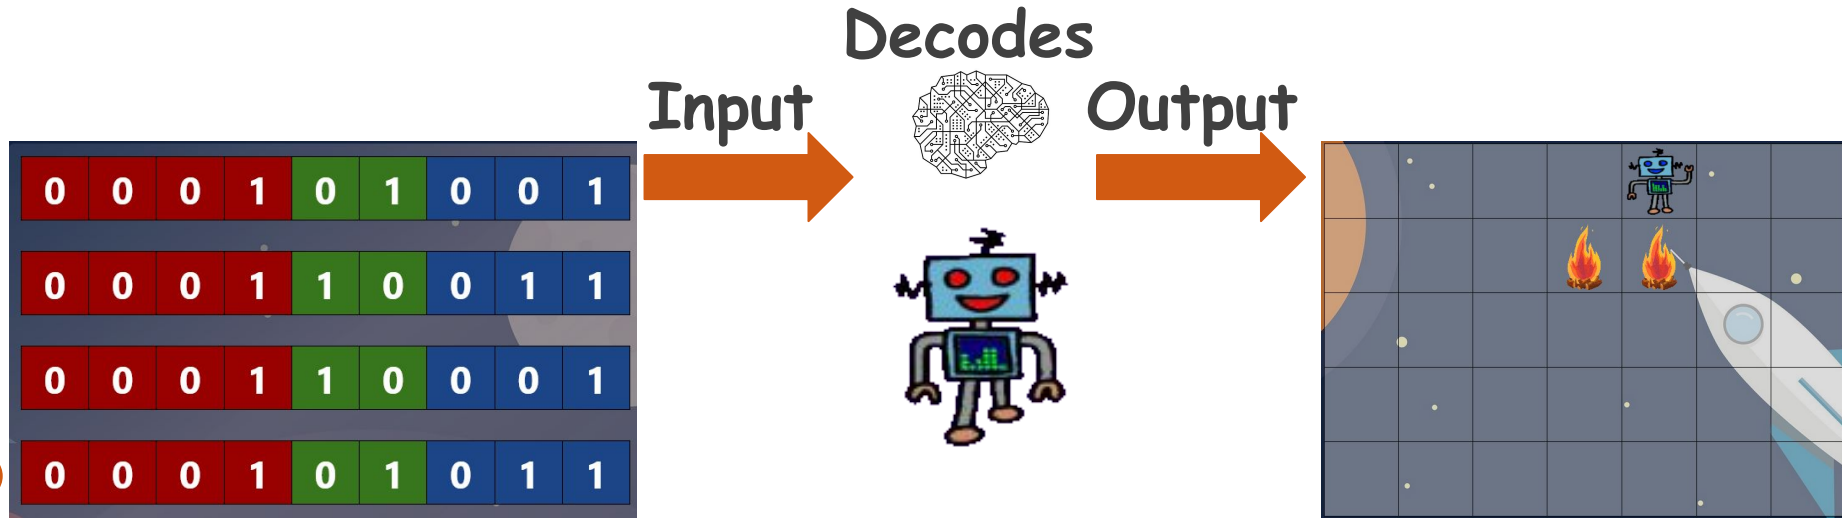 Decodes
Input
Output
0 0 0 1 0 1 0 0 1
0 0 0 1 1 0 0 1 1
0 0 0 1 1 0 0 0 1
0 0 0 1 0 1 0 1 1